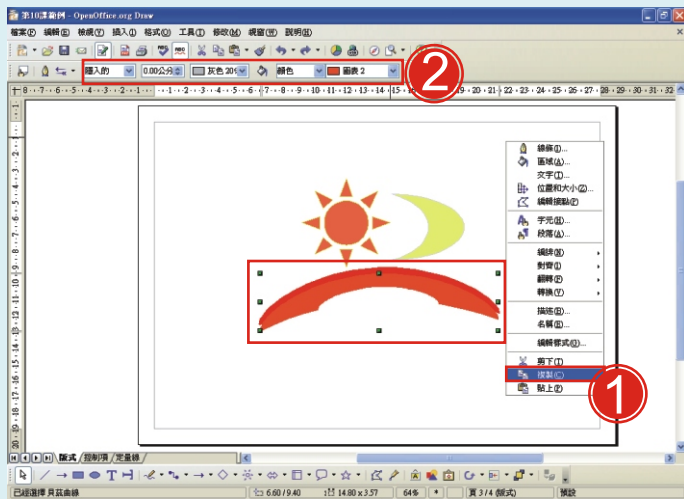 第10課範例 - OpenOffice.org Draw
檔案(F) 編輯(E) 檢視(V) 插入(I) 格式(O) 工具(T) 修改(M) 視窗(W) 說明(H)
隱入的 0.00公分 灰色 20% 顏色 圖表 2
2
線條(I)...
區域(A)...
文字(T)...
位置和大小(Z)...
編輯接點(P)
字元(H)...
段落(A)...
編排(N)
對齊(I)
翻轉(F)
轉換(Y)
描述(D)...
名稱(E)...
編輯樣式(Q)...
剪下(T)
複製(C)
貼上(P)
1
版式 / 控制項 / 定量線
已經選擇 貝茲曲線 6.60 / 9.40 14.80 x 3.57 64% * 頁 3 / 4 (版式) 預設